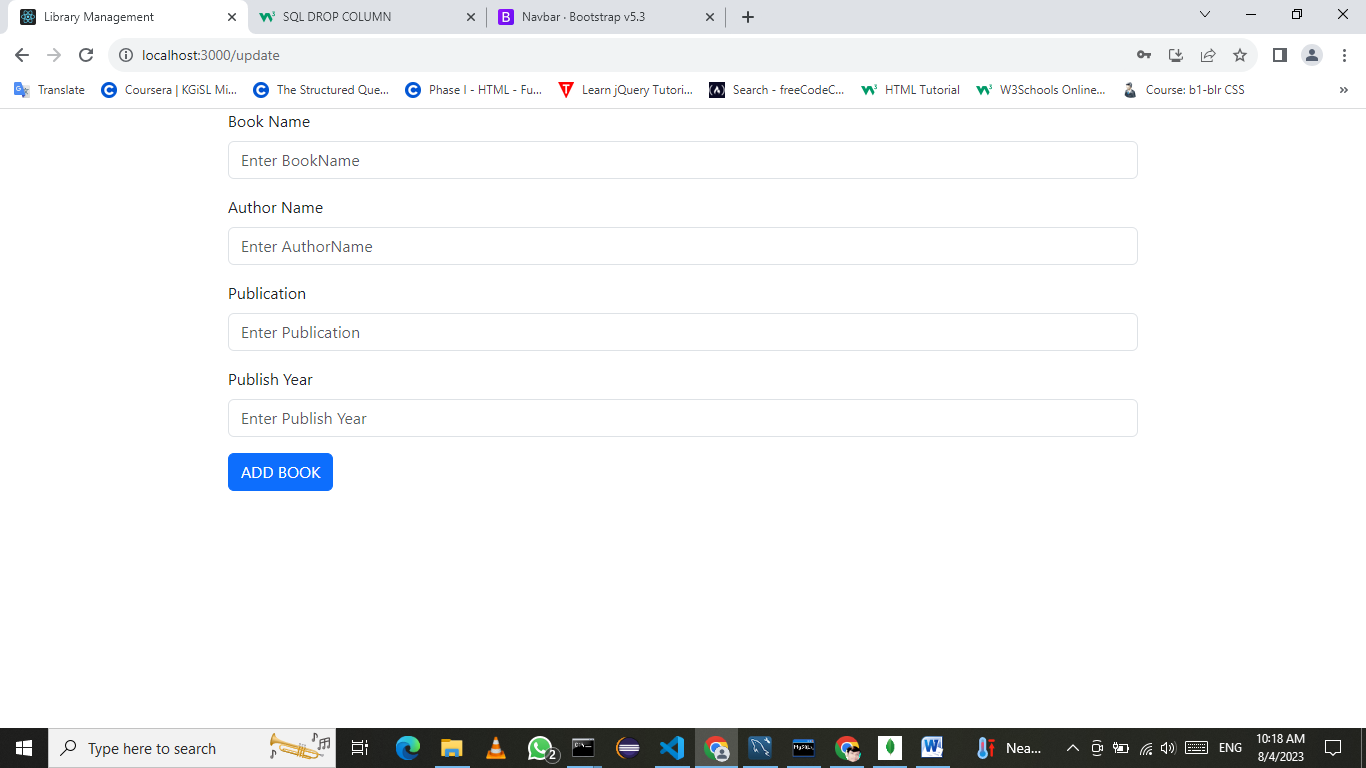 Library Management
SQL DROP COLUMN
Navbar · Bootstrap v5.3
localhost:3000/update
Translate
Coursera | KGiSL Mi...
The Structured Que...
Phase I - HTML - Fu...
Learn jQuery Tutori...
Search - freeCodeC...
HTML Tutorial
W3Schools Online...
Course: b1-blr CSS
»
Book Name
Enter BookName
Author Name
Enter AuthorName
Publication
Enter Publication
Publish Year
Enter Publish Year
ADD BOOK
Type here to search
2
Nea...
ENG
10:18 AM
8/4/2023